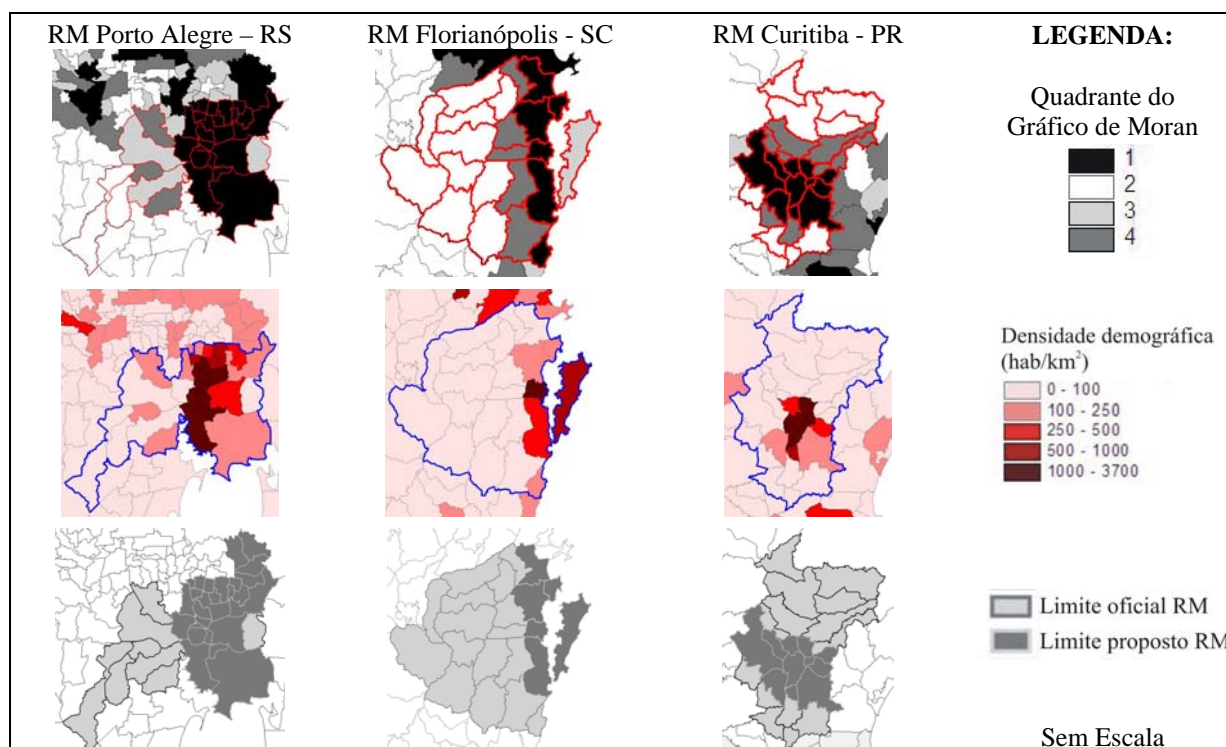 RM Porto Alegre – RS
RM Florianópolis - SC
RM Curitiba - PR
LEGENDA:
Quadrante do
Gráfico de Moran
1
2
3
4
Densidade demográfica
(hab/km²)
0 - 100
100 - 250
250 - 500
500 - 1000
1000 - 3700
Limite oficial RM
Limite proposto RM
Sem Escala